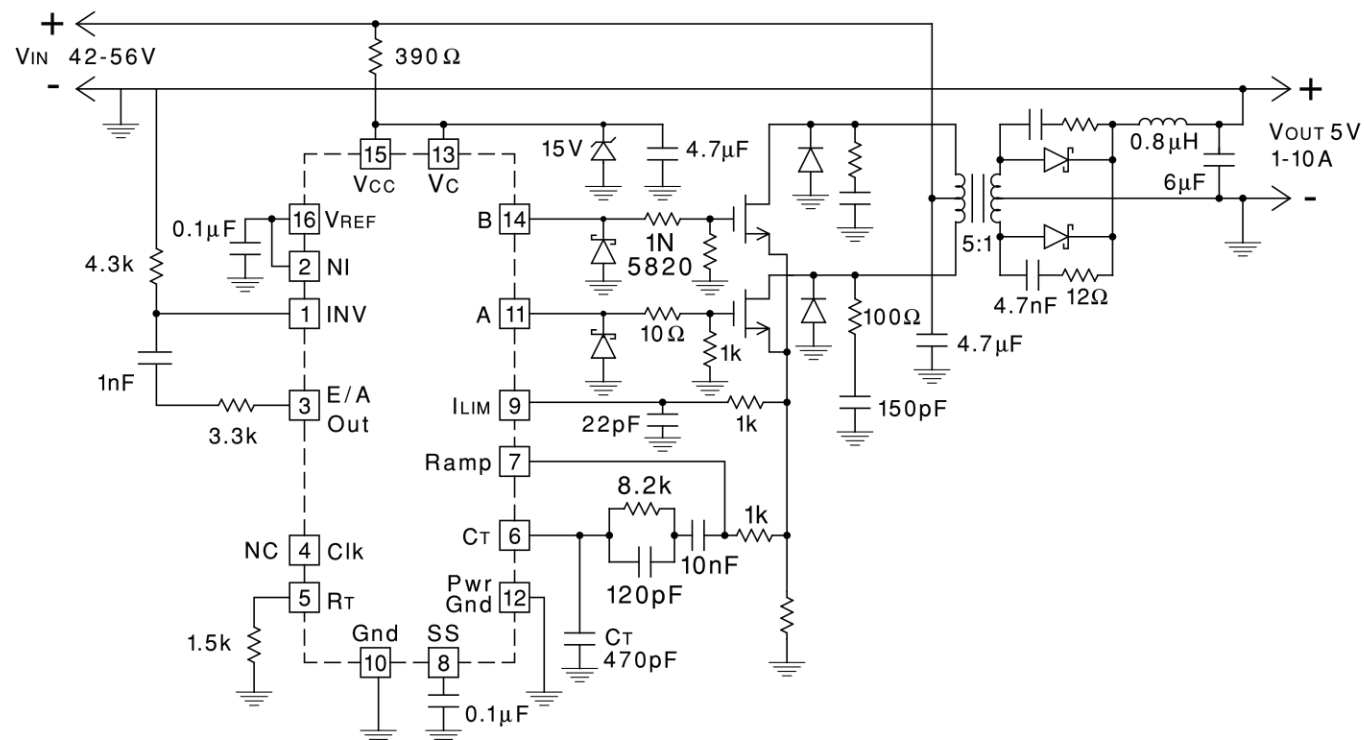 +
VIN 42-56V
-
390Ω
+
VOUT 5V
1-10A
-
15
VCC
13
VC
15V
4.7µF
0.8µH
6µF
16
VREF
0.1µF
2
NI
B
14
1N
5820
5:1
4.3k
1
INV
A
11
10Ω
1k
100Ω
4.7nF
12Ω
4.7µF
1nF
3
E/A
Out
3.3k
ILIM
9
22pF
1k
150pF
Ramp
7
8.2k
CT
6
1k
10nF
120pF
NC
4
Clk
5
RT
Pwr
Gnd
12
1.5k
Gnd
10
SS
8
CT
470pF
0.1µF